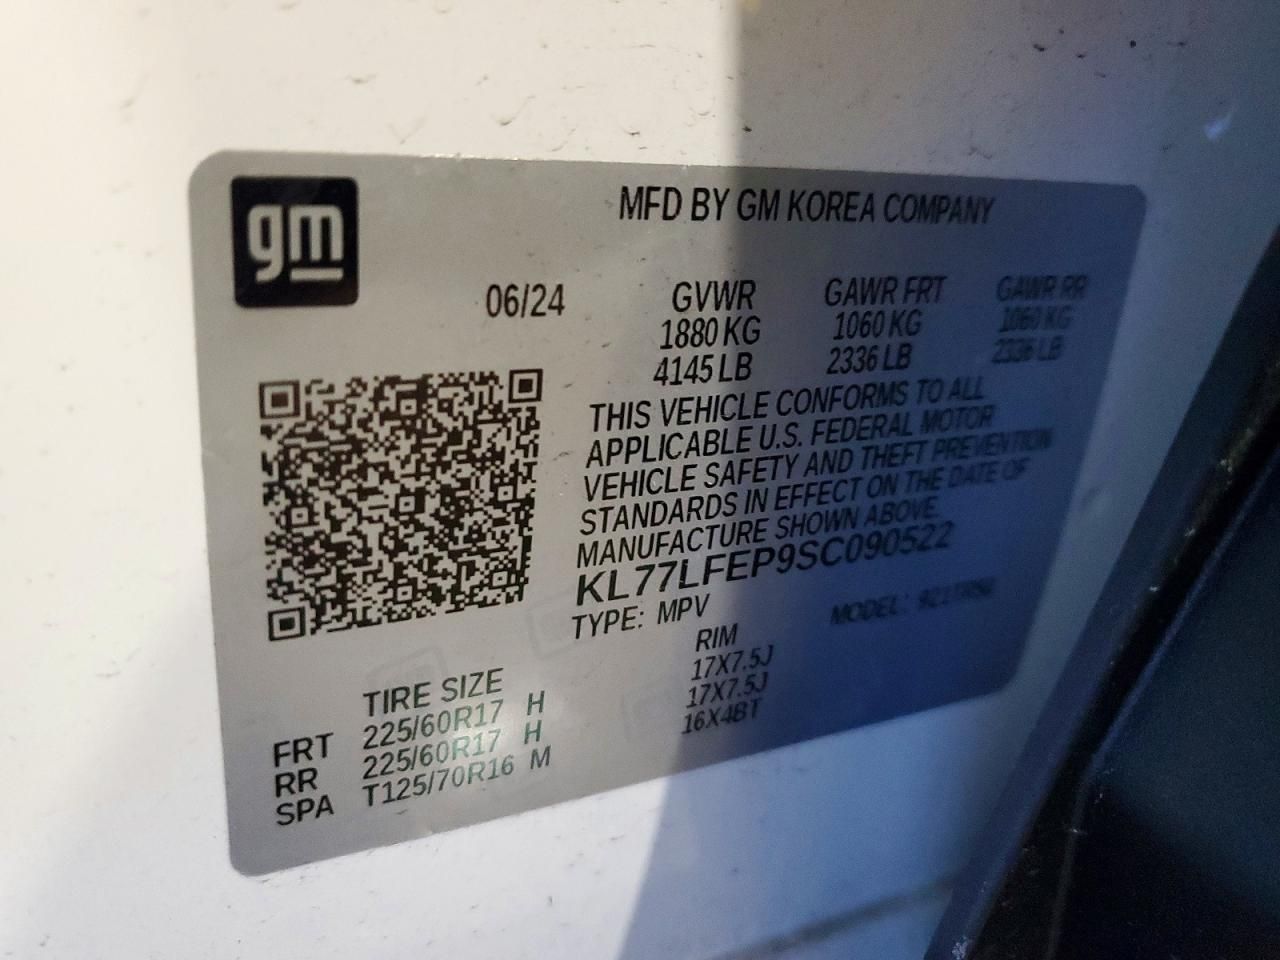 gm
MFD BY GM KOREA COMPANY
06/24 GVWR GAWR FRT GAWR RR
1880 KG 1060 KG 1060 KG
4145 LB 2336 LB 2336 LB
THIS VEHICLE CONFORMS TO ALL
APPLICABLE U.S. FEDERAL MOTOR
VEHICLE SAFETY AND THEFT PREVENTION
STANDARDS IN EFFECT ON THE DATE OF
MANUFACTURE SHOWN ABOVE.
KL77LFEP9SC090522
TYPE: MPV MODEL:
TIRE SIZE RIM
FRT 225/60R17 H 17X7.5J
RR 225/60R17 H 17X7.5J
SPA T125/70R16 M 16X4BT